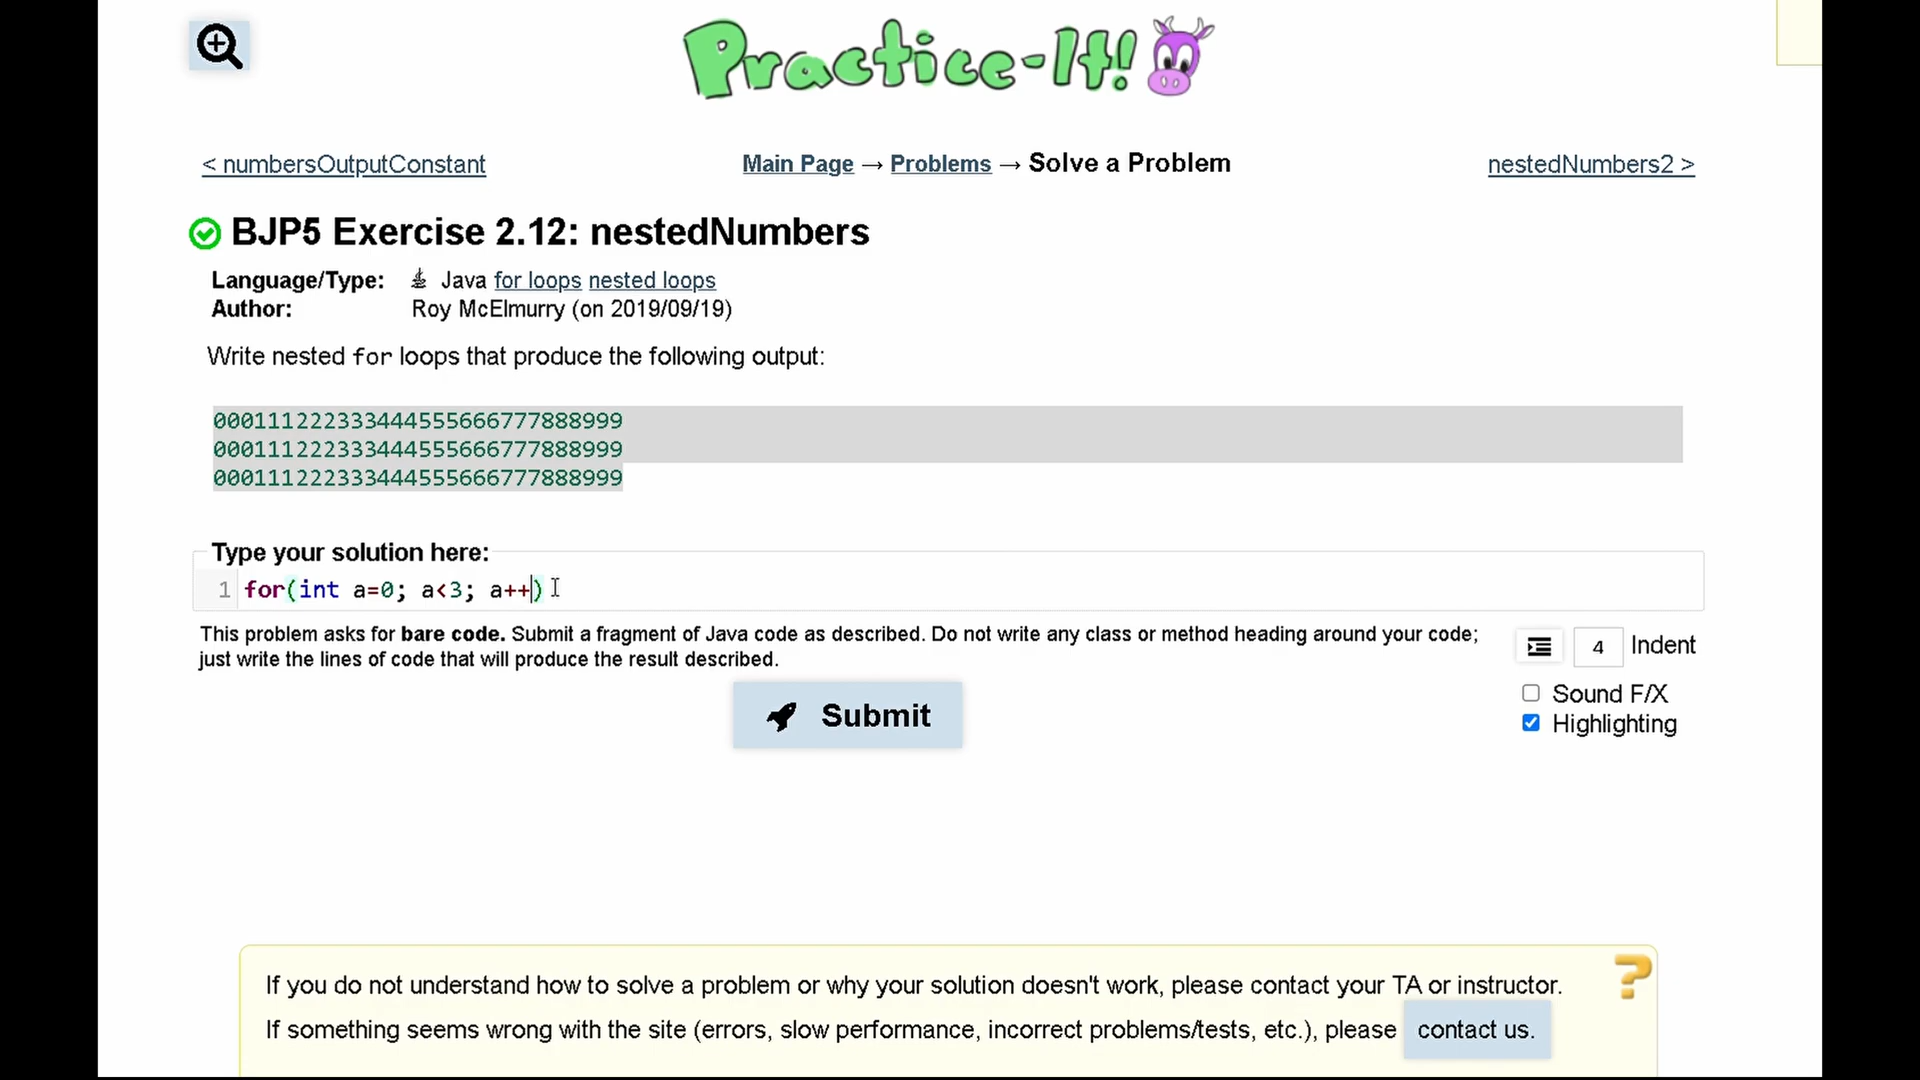 Practice-It!
< numbersOutputConstant
Main Page → Problems → Solve a Problem
nestedNumbers2 >
BJP5 Exercise 2.12: nestedNumbers
Language/Type: Java for loops nested loops
Author: Roy McElmurry (on 2019/09/19)
Write nested for loops that produce the following output:
000111222333444555666777888999
000111222333444555666777888999
000111222333444555666777888999
Type your solution here:
1 for(int a=0; a<3; a++)
This problem asks for bare code. Submit a fragment of Java code as described. Do not write any class or method heading around your code;
just write the lines of code that will produce the result described.
4 Indent
Sound F/X
Highlighting
Submit
If you do not understand how to solve a problem or why your solution doesn't work, please contact your TA or instructor.
If something seems wrong with the site (errors, slow performance, incorrect problems/tests, etc.), please contact us.